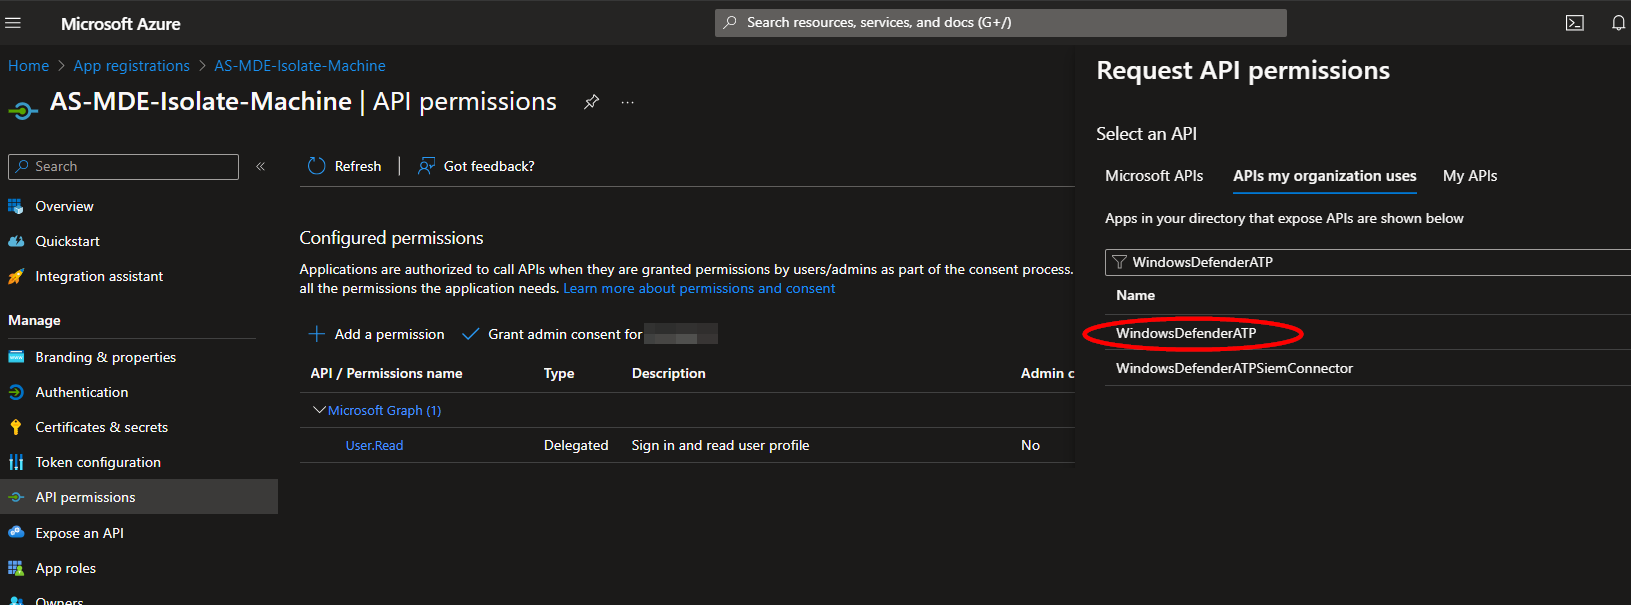 Microsoft Azure
Search resources, services, and docs (G+/)
Home > App registrations > AS-MDE-Isolate-Machine
AS-MDE-Isolate-Machine | API permissions
Search
Overview
Quickstart
Integration assistant
Manage
Branding & properties
Authentication
Certificates & secrets
Token configuration
API permissions
Expose an API
App roles
Owners
Refresh
Got feedback?
Configured permissions
Applications are authorized to call APIs when they are granted permissions by users/admins as part of the consent process.
all the permissions the application needs. Learn more about permissions and consent
Add a permission
Grant admin consent for
API / Permissions name Type Description Admin c
Microsoft Graph (1)
User.Read Delegated Sign in and read user profile No
Request API permissions
Select an API
Microsoft APIs APIs my organization uses My APIs
Apps in your directory that expose APIs are shown below
WindowsDefenderATP
Name
WindowsDefenderATP
WindowsDefenderATPSiemConnector